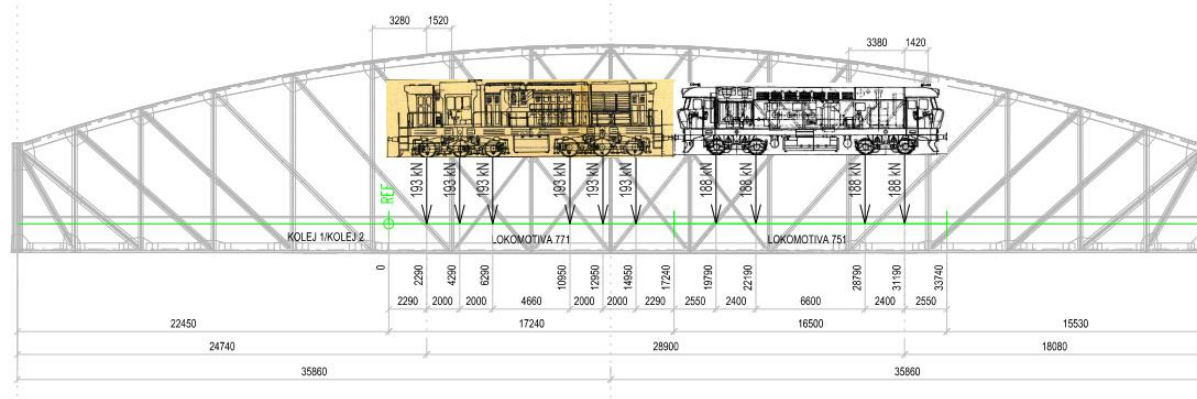 3280 1520
3380 1420
REF
193 kN 193 kN 193 kN 193 kN 193 kN 193 kN 188 kN 188 kN 188 kN 188 kN
KOLEJ 1/KOLEJ 2 LOKOMOTIVA 771 LOKOMOTIVA 751
0 2290 4290 6290 10950 12950 14950 17240 19790 22190 28790 31190 33740
2290 2000 2000 4660 2000 2000 2290 2550 2400 6600 2400 2550
22450 17240 16500 15530
24740 28900 18080
35860 35860